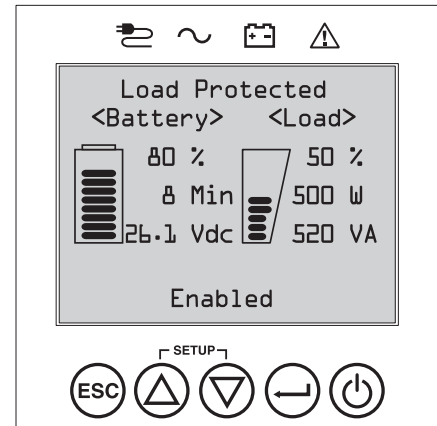 Load Protected
<Battery> <Load>
80 % 50 %
8 Min 500 W
26.1 Vdc 520 VA
Enabled
SETUP
ESC